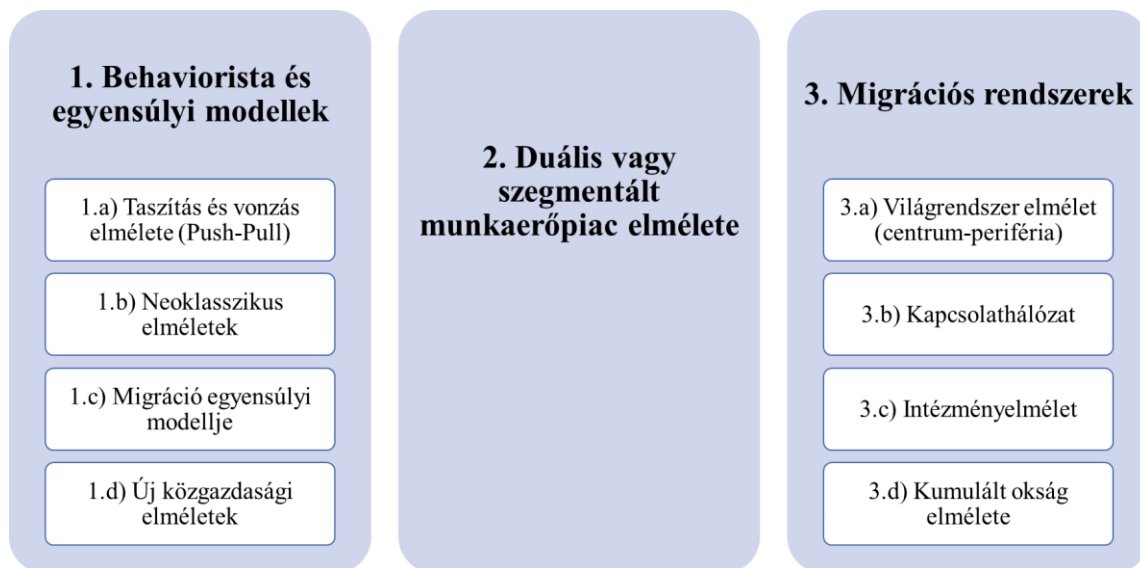 1. Behaviorista és
egyensúlyi modellek
1.a) Taszítás és vonzás
elmélete (Push-Pull)
1.b) Neoklasszikus
elméletek
1.c) Migráció egyensúlyi
modellje
1.d) Új közgazdasági
elméletek
2. Duális vagy
szegmentált
munkaerőpiac elmélete
3. Migrációs rendszerek
3.a) Világrendszer elmélet
(centrum-periféria)
3.b) Kapcsolathálózat
3.c) Intézményelmélet
3.d) Kumulált okság
elmélete